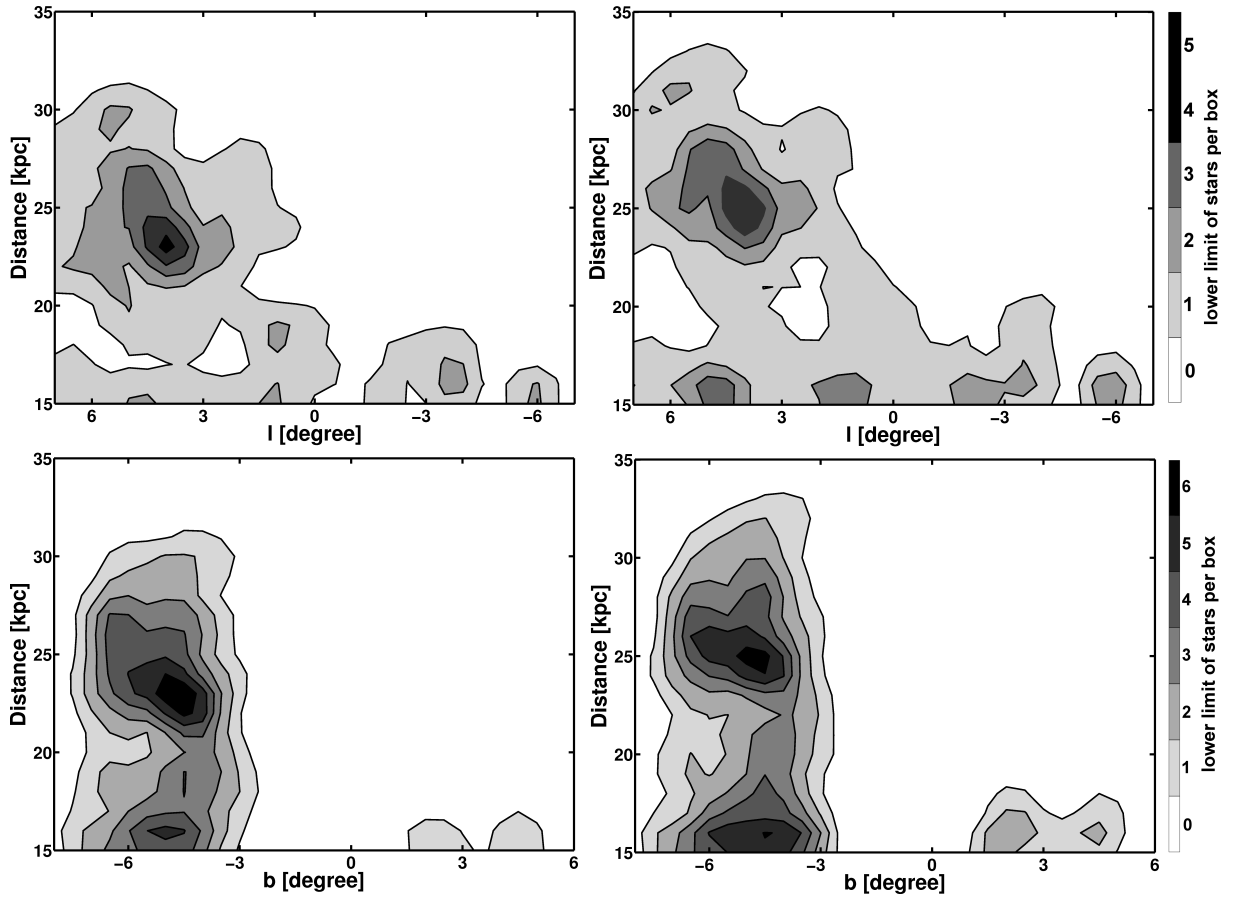 35
30
25
20
15
Distance [kpc]
6 3 0 −3 −6
l [degree]
35
30
25
20
15
Distance [kpc]
6 3 0 −3 −6
l [degree]
5
4
3
2
1
0
lower limit of stars per box
35
30
25
20
15
Distance [kpc]
−6 −3 0 3 6
b [degree]
35
30
25
20
15
Distance [kpc]
−6 −3 0 3 6
b [degree]
6
5
4
3
2
1
0
lower limit of stars per box